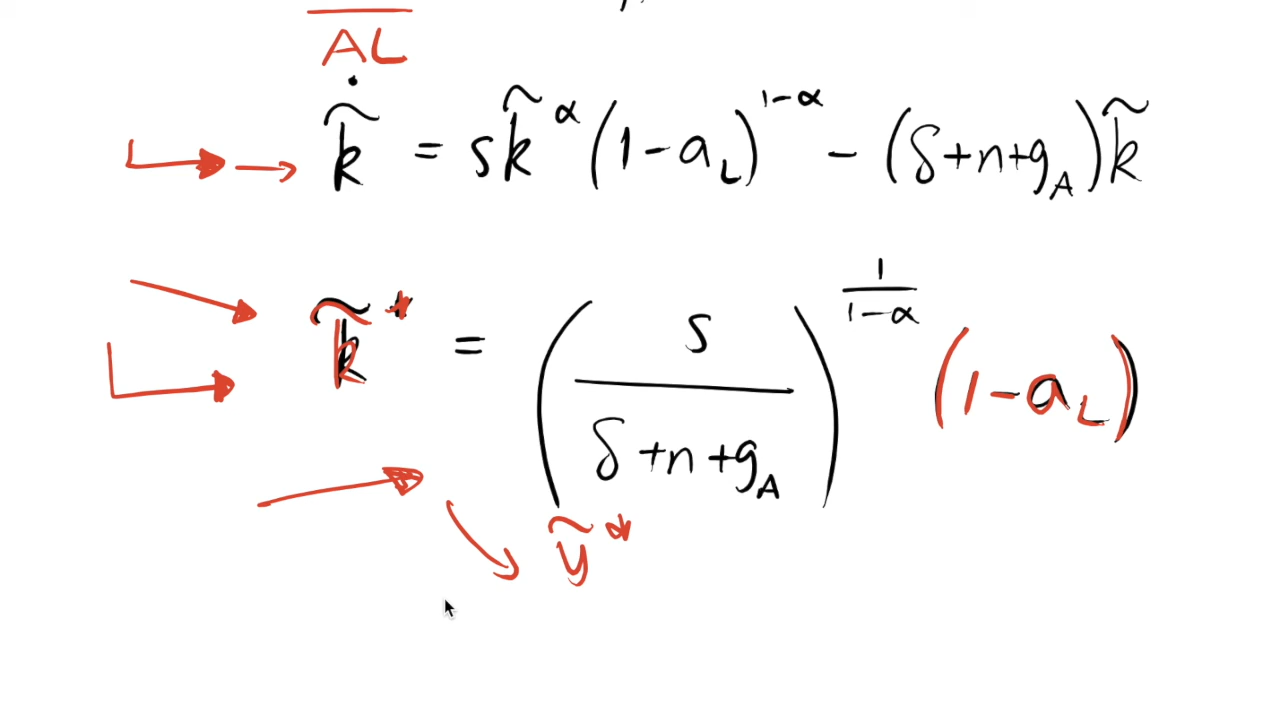 AL
k̃̇ = sk̃^α (1-a_L)^{1-α} - (δ+n+g_A)k̃
k̃* = (s / (δ+n+g_A))^{1/(1-α)} (1-a_L)
ỹ*